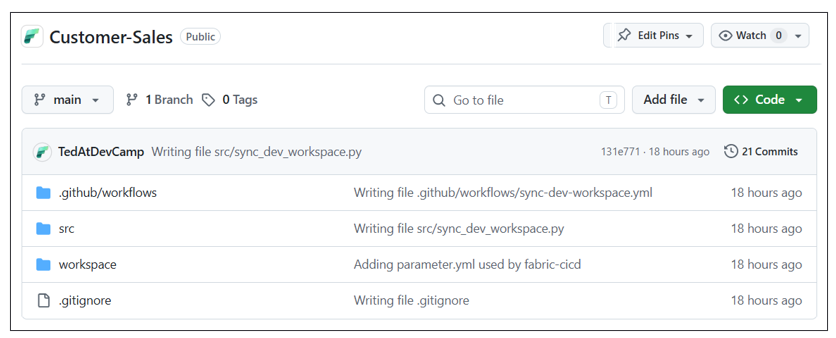 Customer-Sales Public Edit Pins Watch 0
main 1 Branch 0 Tags Go to file T Add file Code
TedAtDevCamp Writing file src/sync_dev_workspace.py 131e771 · 18 hours ago 21 Commits
.github/workflows Writing file .github/workflows/sync-dev-workspace.yml 18 hours ago
src Writing file src/sync_dev_workspace.py 18 hours ago
workspace Adding parameter.yml used by fabric-cicd 18 hours ago
.gitignore Writing file .gitignore 18 hours ago